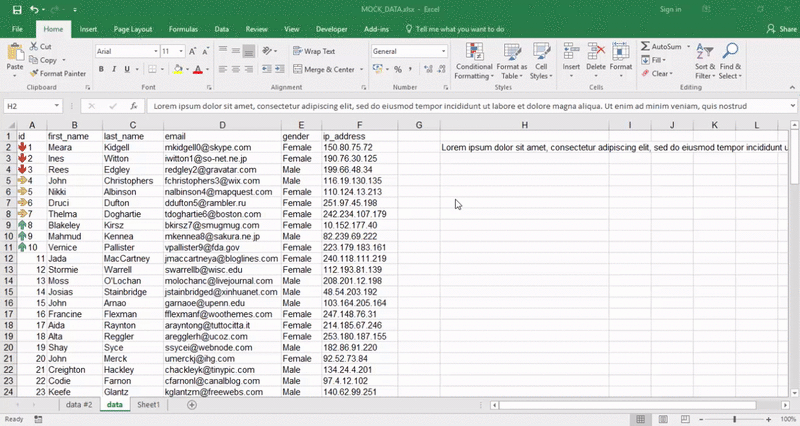 MOCK_DATA.xlsx - Excel
Sign in
File Home Insert Page Layout Formulas Data Review View Developer Add-ins Tell me what you want to do Share
Paste Cut Copy Format Painter
Clipboard
Arial 11 A A
B I U
Font
Wrap Text
Merge & Center
Alignment
General
$ % ,
Number
Conditional Formatting Format as Table Cell Styles
Styles
Insert Delete Format
Cells
AutoSum Fill Clear Sort & Filter Find & Select
Editing
H2 fx Lorem ipsum dolor sit amet, consectetur adipiscing elit, sed do eiusmod tempor incididunt ut labore et dolore magna aliqua. Ut enim ad minim veniam, quis nostrud
A B C D E F G H I J K L
1 id first_name last_name email gender ip_address
2 1 Meara Kidgell mkidgell0@skype.com Female 150.80.75.72 Lorem ipsum dolor sit amet, consectetur adipiscing elit, sed do eiusmod tempor incididunt u
3 2 Ines Witton iwitton1@so-net.ne.jp Female 190.76.30.125
4 3 Rees Edgley redgley2@gravatar.com Male 199.66.48.34
5 4 John Christophers fchristophers3@wix.com Male 116.19.130.135
6 5 Nikki Albinson nalbinson4@mapquest.com Female 110.124.13.213
7 6 Druci Dufton ddufton5@rambler.ru Female 251.97.45.198
8 7 Thelma Doghartie tdoghartie6@boston.com Female 242.234.107.179
9 8 Blakeley Kirsz bkirsz7@smugmug.com Female 10.152.177.40
10 9 Mahmud Kennea mkennea8@sakura.ne.jp Male 82.239.69.222
11 10 Vernice Pallister vpallister9@fda.gov Female 223.179.183.161
12 11 Jada MacCartney jmaccartneya@bloglines.com Female 240.118.111.219
13 12 Stormie Warrell swarrellb@wisc.edu Female 112.193.81.139
14 13 Moss O'Lochan molochanc@livejournal.com Male 208.201.12.198
15 14 Josias Stainbridge jstainbridged@xinhuanet.com Male 48.54.203.192
16 15 John Arnao garnaoe@upenn.edu Male 103.164.205.164
17 16 Francine Flexman fflexmanf@woothemes.com Female 247.148.76.31
18 17 Aida Raynton arayntong@tuttocitta.it Female 214.185.67.246
19 18 Alta Reggler aregglerh@ucoz.com Female 253.180.187.155
20 19 Shay Syce ssycei@webnode.com Male 182.86.91.220
21 20 John Merck umerckj@ihg.com Female 92.52.73.84
22 21 Creighton Hackley chackleyk@tinypic.com Male 134.24.4.201
23 22 Codie Farnon cfarnonl@canalblog.com Male 97.4.12.102
24 23 Keefe Glantz kglantzm@freewebs.com Male 140.62.99.251
data #2 data Sheet1
Ready 100%